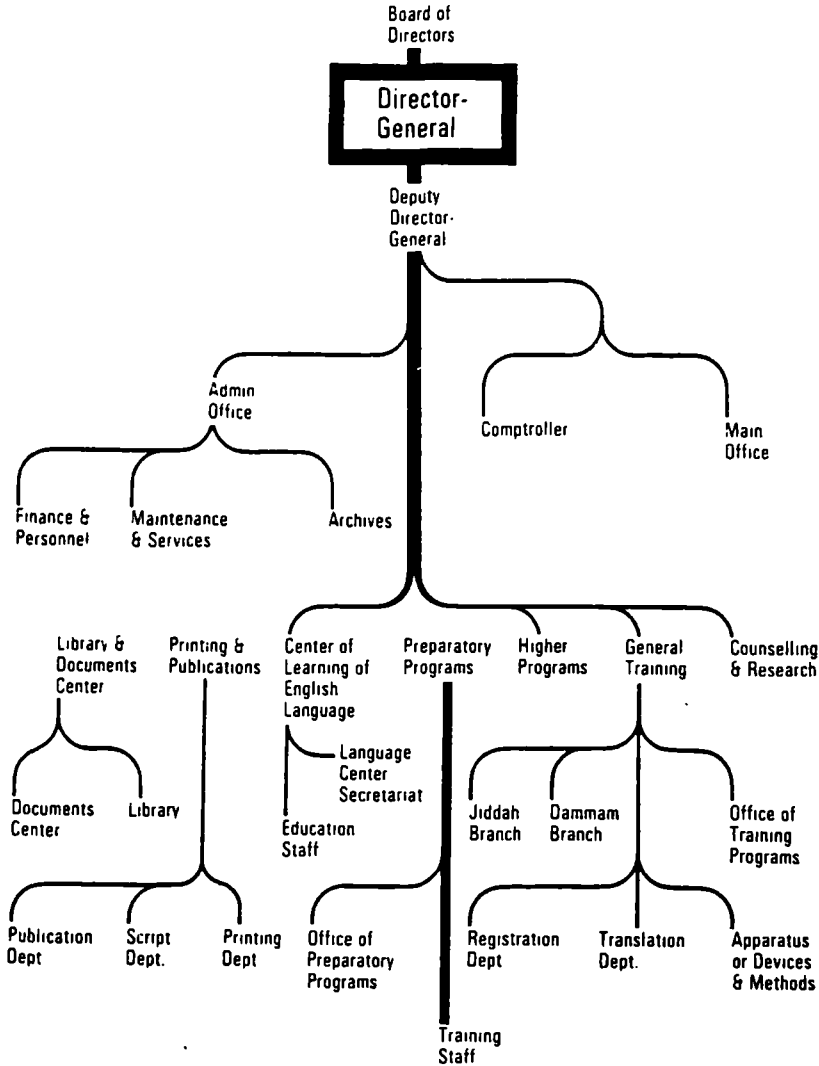 Board of
Directors
Director-
General
Deputy
Director-
General
Admin
Office
Comptroller
Main
Office
Finance &
Personnel
Maintenance
& Services
Archives
Library &
Documents
Center
Printing &
Publications
Center of
Learning of
English
Language
Preparatory
Programs
Higher
Programs
General
Training
Counselling
& Research
Documents
Center
Library
Language
Center
Secretariat
Education
Staff
Jiddah
Branch
Dammam
Branch
Office of
Training
Programs
Publication
Dept
Script
Dept.
Printing
Dept
Office of
Preparatory
Programs
Registration
Dept
Translation
Dept.
Apparatus
or Devices
& Methods
Training
Staff